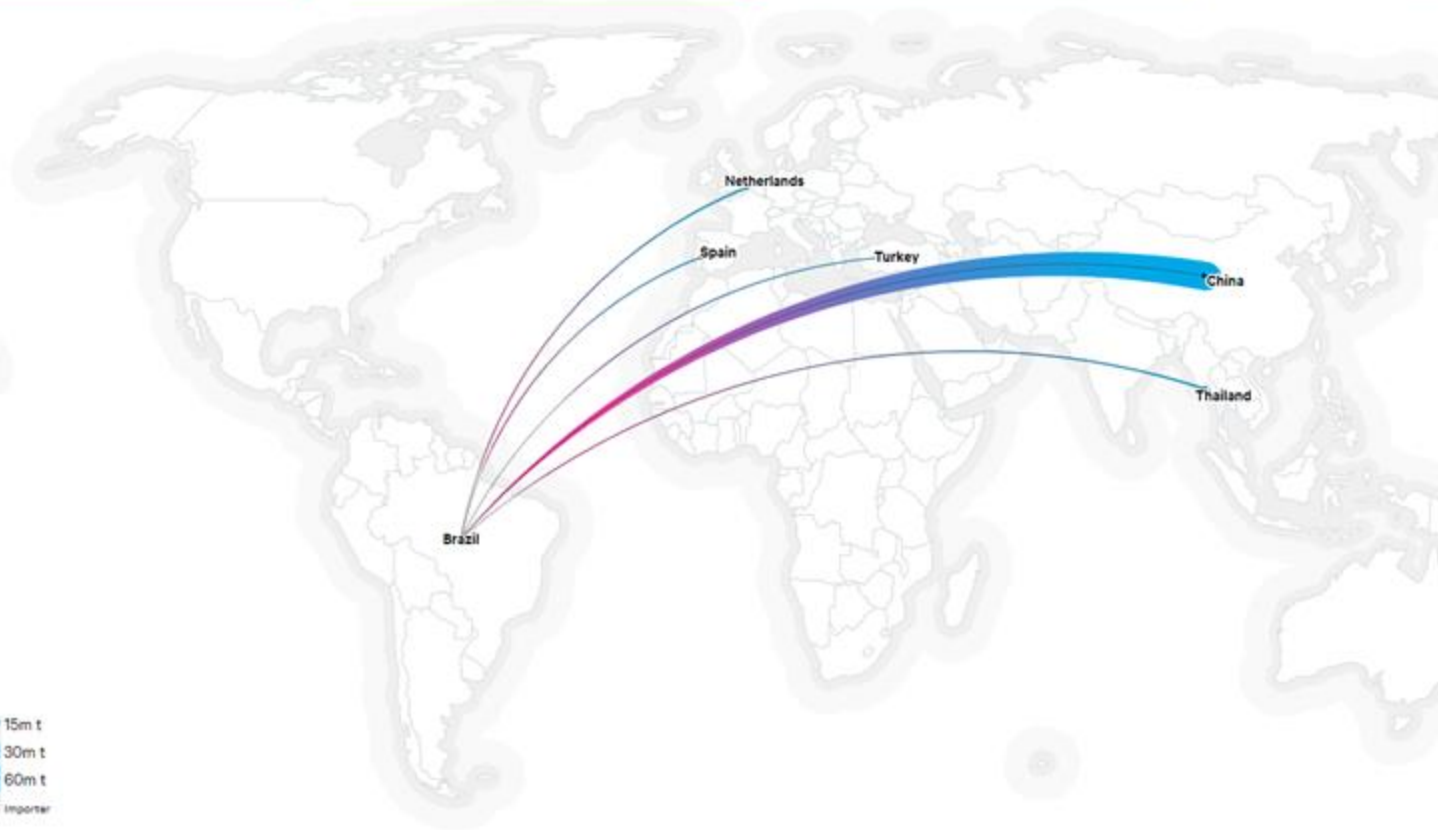 Netherlands
Spain
Turkey
China
Thailand
Brazil
15m t
30m t
60m t
Importer